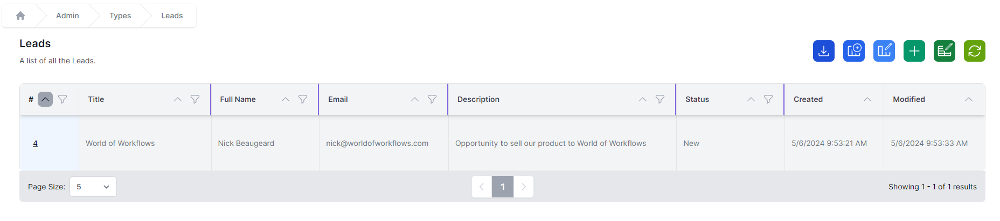 Admin Types Leads
Leads
A list of all the Leads.
# Title Full Name Email Description Status Created Modified
4 World of Workflows Nick Beaugeard nick@worldofworkflows.com Opportunity to sell our product to World of Workflows New 5/6/2024 9:53:21 AM 5/6/2024 9:53:33 AM
Page Size: 5 1 Showing 1 - 1 of 1 results